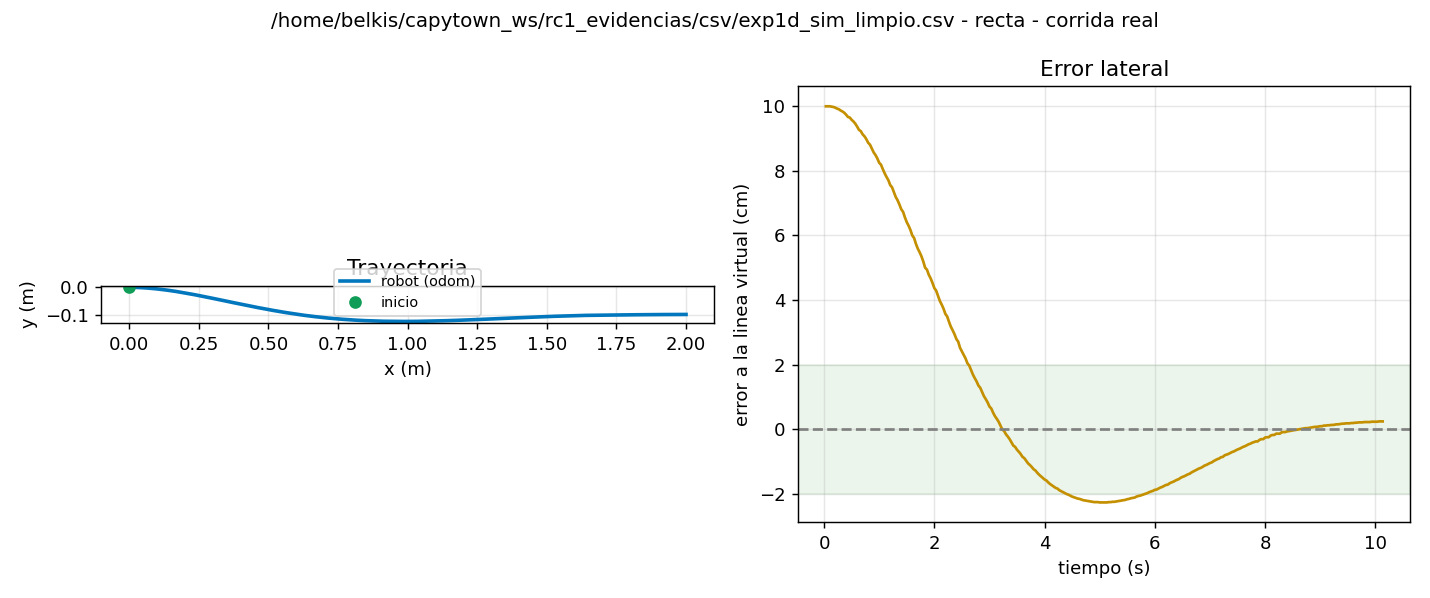 /home/belkis/capytown_ws/rc1_evidencias/csv/exp1d_sim_limpio.csv - recta - corrida real
Trayectoria
robot (odom)
inicio
y (m)
0.0
−0.1
0.00 0.25 0.50 0.75 1.00 1.25 1.50 1.75 2.00
x (m)
Error lateral
error a la linea virtual (cm)
10
8
6
4
2
0
−2
0 2 4 6 8 10
tiempo (s)